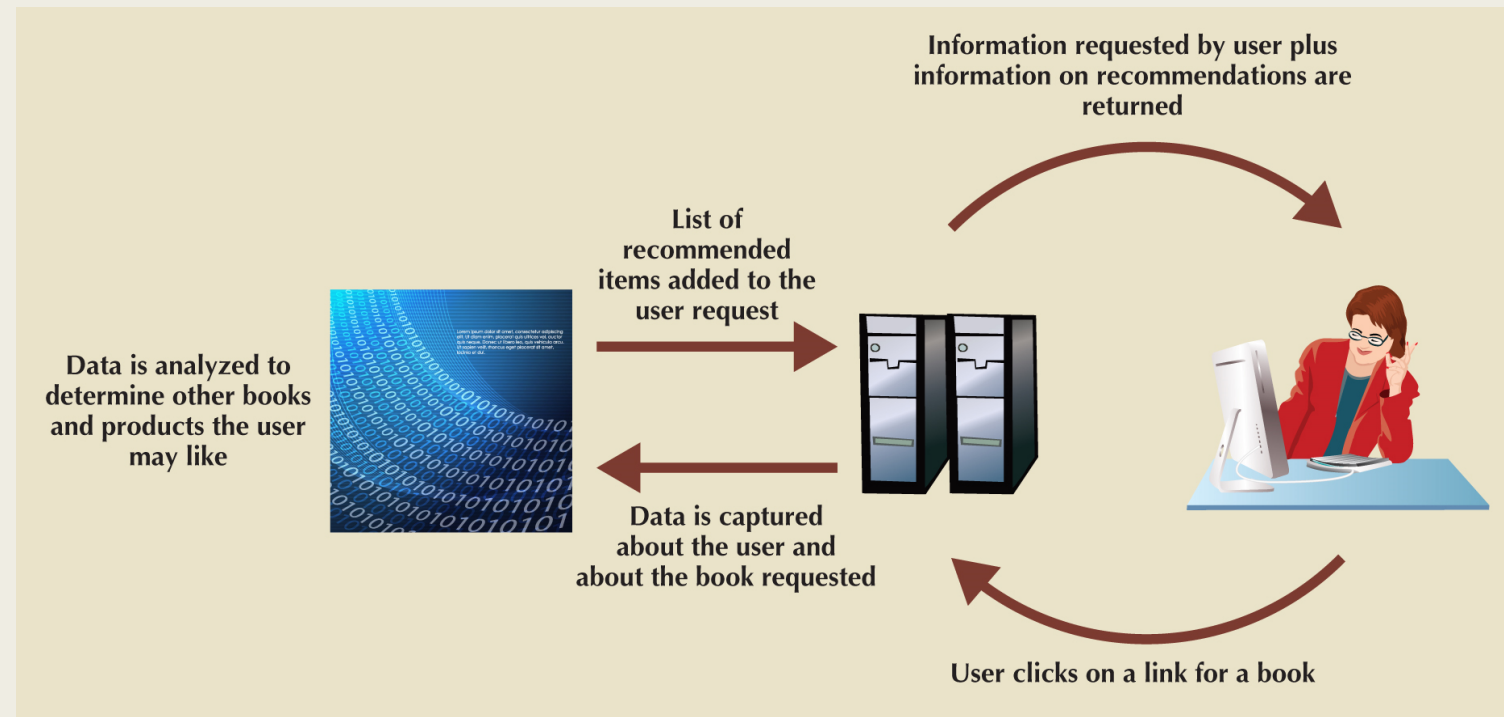 Information requested by user plus
information on recommendations are
returned
List of
recommended
items added to the
user request
Data is analyzed to
determine other books
and products the user
may like
Data is captured
about the user and
about the book requested
User clicks on a link for a book